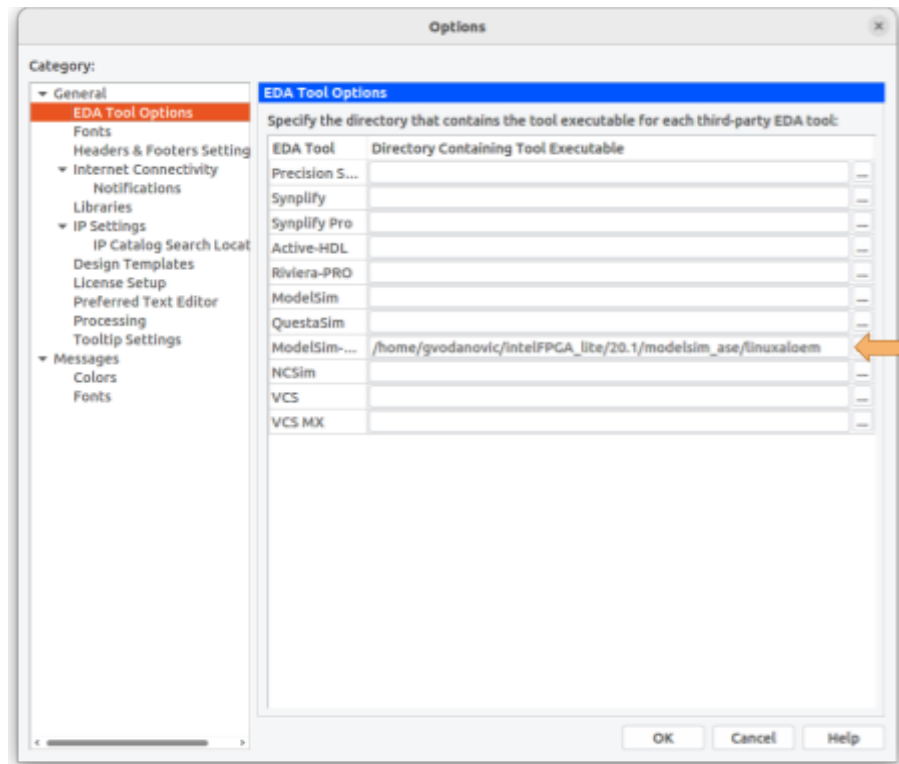 Options
Category:
General
EDA Tool Options
Fonts
Headers & Footers Setting
Internet Connectivity
Notifications
Libraries
IP Settings
IP Catalog Search Locat
Design Templates
License Setup
Preferred Text Editor
Processing
Tooltip Settings
Messages
Colors
Fonts
EDA Tool Options
Specify the directory that contains the tool executable for each third-party EDA tool:
EDA Tool Directory Containing Tool Executable
Precision S... ...
Synplify ...
Synplify Pro ...
Active-HDL ...
Riviera-PRO ...
ModelSim ...
QuestaSim ...
ModelSim-... /home/gvodanovic/intelFPGA_lite/20.1/modelsim_ase/linuxaloem
NCSim ...
VCS ...
VCS MX ...
OK Cancel Help